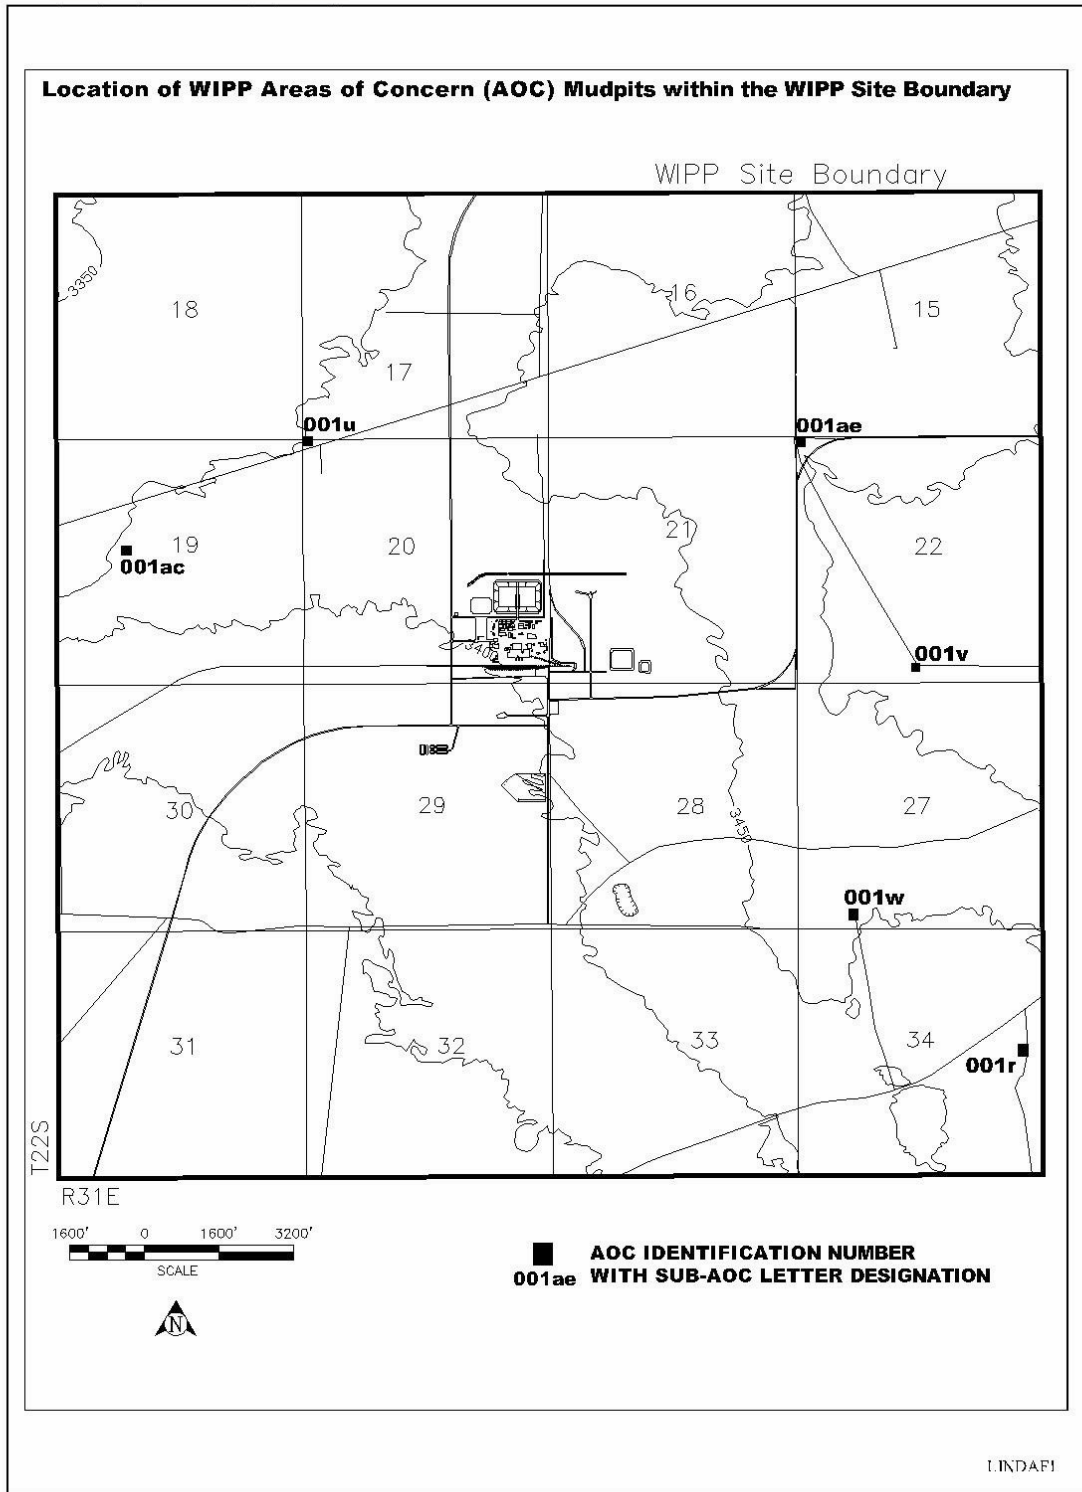 Location of WIPP Areas of Concern (AOC) Mudpits within the WIPP Site Boundary
WIPP Site Boundary
3350
18
17
16
15
001u
001ae
19
001ac
20
21
22
3400
001v
30
29
28
3450
27
001w
31
32
33
34
001r
T22S
R31E
1600' 0 1600' 3200'
SCALE
N
001ae
AOC IDENTIFICATION NUMBER
WITH SUB-AOC LETTER DESIGNATION